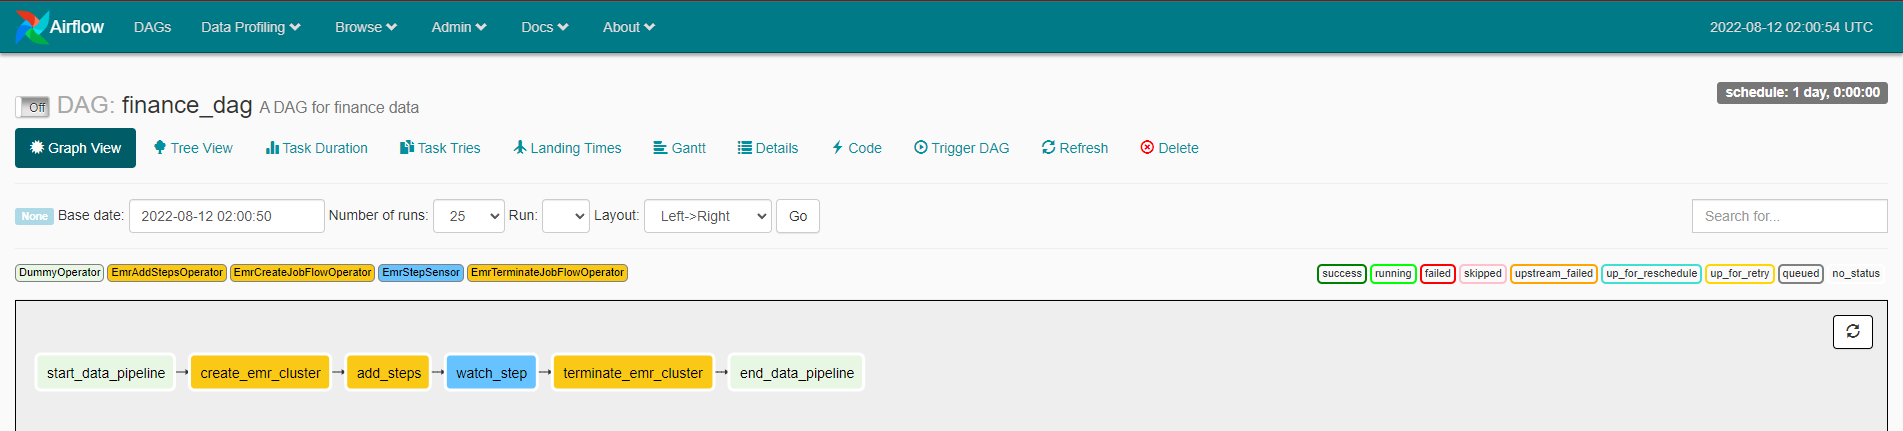 Airflow DAGs Data Profiling Browse Admin Docs About 2022-08-12 02:00:54 UTC
Off DAG: finance_dag A DAG for finance data schedule: 1 day, 0:00:00
Graph View Tree View Task Duration Task Tries Landing Times Gantt Details Code Trigger DAG Refresh Delete
None Base date: 2022-08-12 02:00:50 Number of runs: 25 Run: Layout: Left->Right Go Search for...
DummyOperator EmrAddStepsOperator EmrCreateJobFlowOperator EmrStepSensor EmrTerminateJobFlowOperator success running failed skipped upstream_failed up_for_reschedule up_for_retry queued no_status
start_data_pipeline create_emr_cluster add_steps watch_step terminate_emr_cluster end_data_pipeline